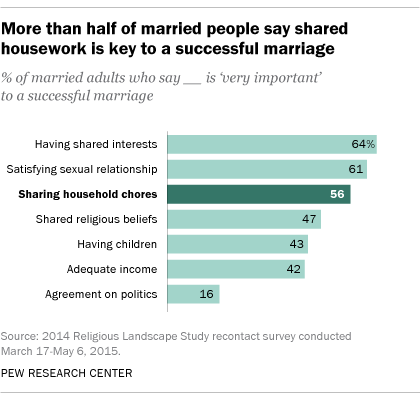 More than half of married people say shared
housework is key to a successful marriage
% of married adults who say __ is ‘very important’
to a successful marriage
Having shared interests 64%
Satisfying sexual relationship 61
Sharing household chores 56
Shared religious beliefs 47
Having children 43
Adequate income 42
Agreement on politics 16
Source: 2014 Religious Landscape Study recontact survey conducted
March 17-May 6, 2015.
PEW RESEARCH CENTER